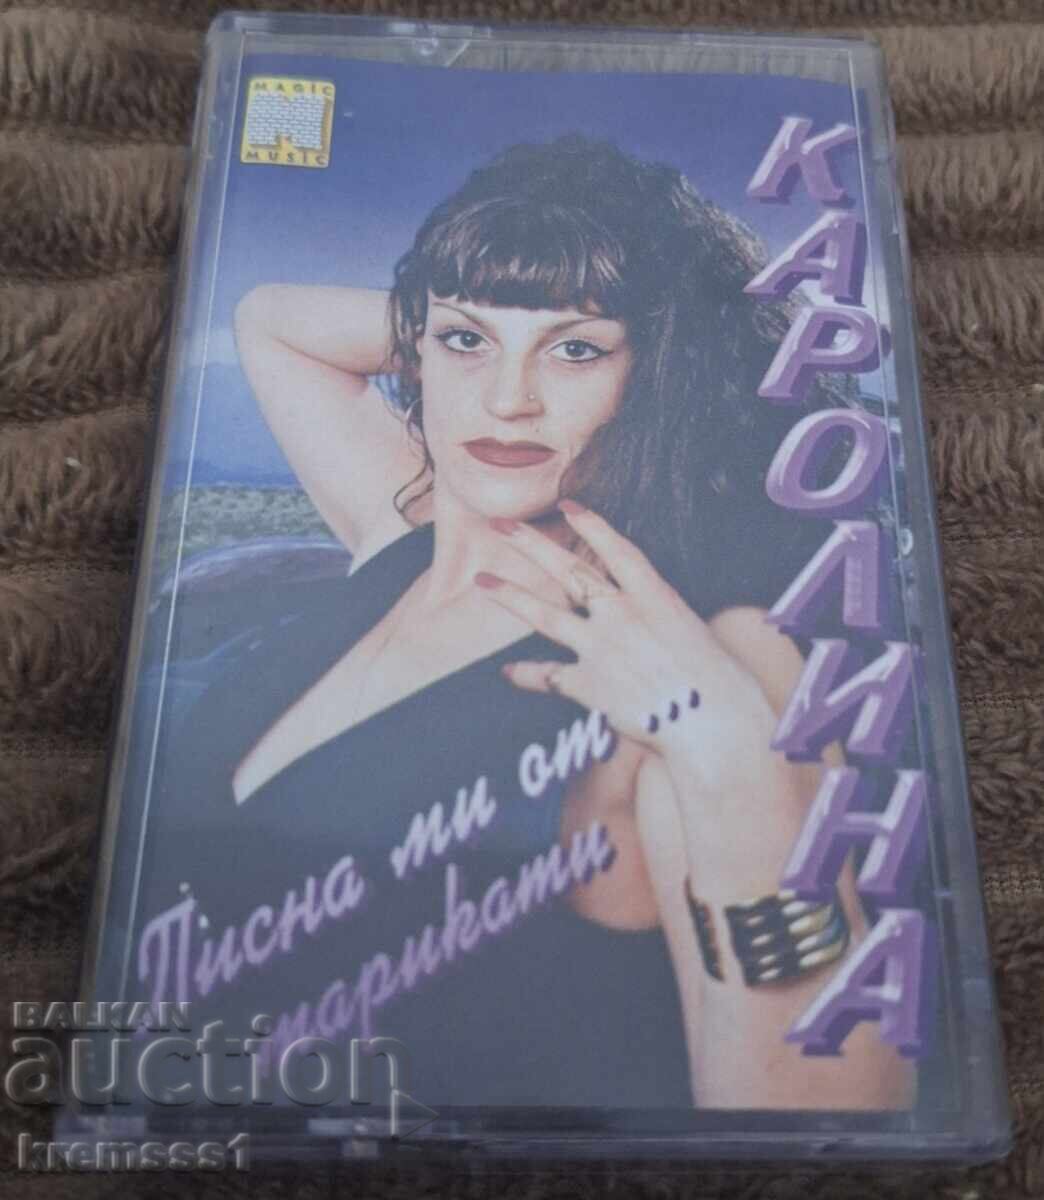 MAGIC
MUSIC
КАРОЛИНА
Писна ми от ...
тарикати
BALKAN
auction
kremsss1